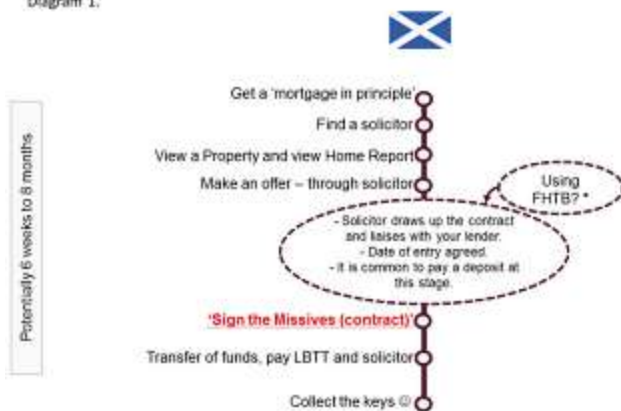 Diagram 1.
Get a 'mortgage in principle'
Find a solicitor
View a Property and view Home Report
Make an offer – through solicitor
Using
FHTB? *
- Solicitor draws up the contract
and liaises with your lender.
- Date of entry agreed.
- It is common to pay a deposit at
this stage.
'Sign the Missives (contract)'
Transfer of funds, pay LBTT and solicitor
Collect the keys ☺
Potentially 6 weeks to 8 months